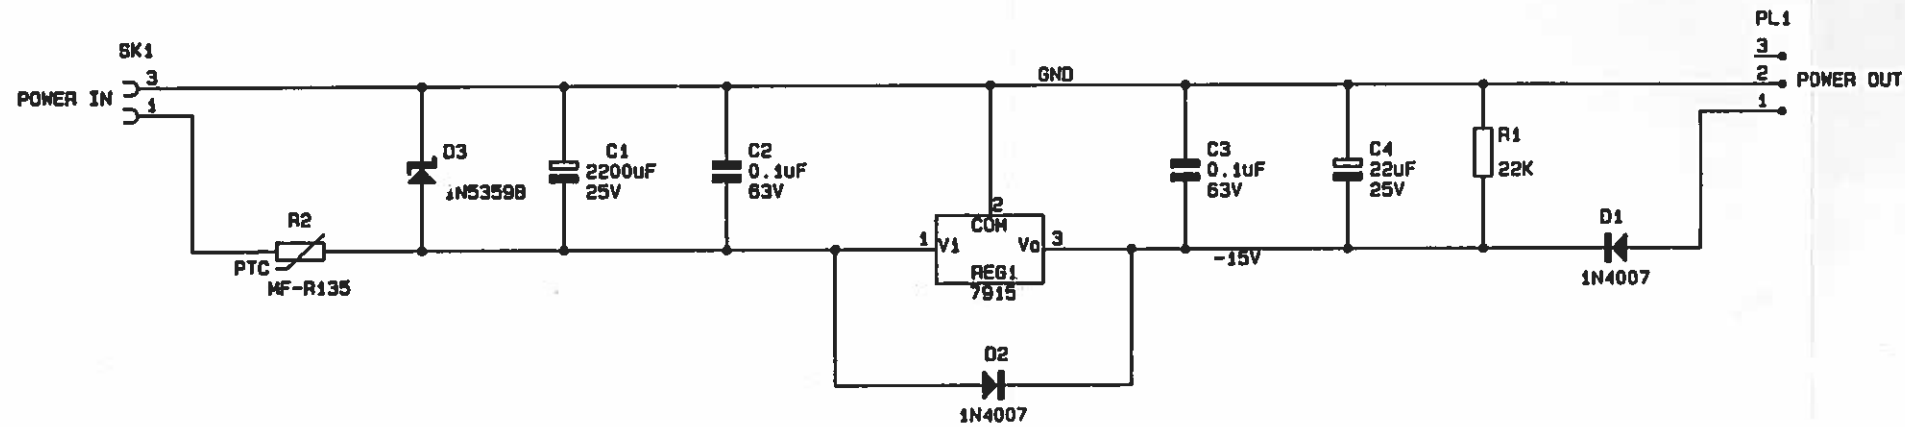 SK1
POWER IN
3
1
R2
PTC
MF-R135
D3
1N5359B
C1
2200uF
25V
C2
0.1uF
63V
GND
2
COM
1
Vi
Vo
3
REG1
7915
D2
1N4007
-15V
C3
0.1uF
63V
C4
22uF
25V
R1
22K
D1
1N4007
PL1
3
2
1
POWER OUT